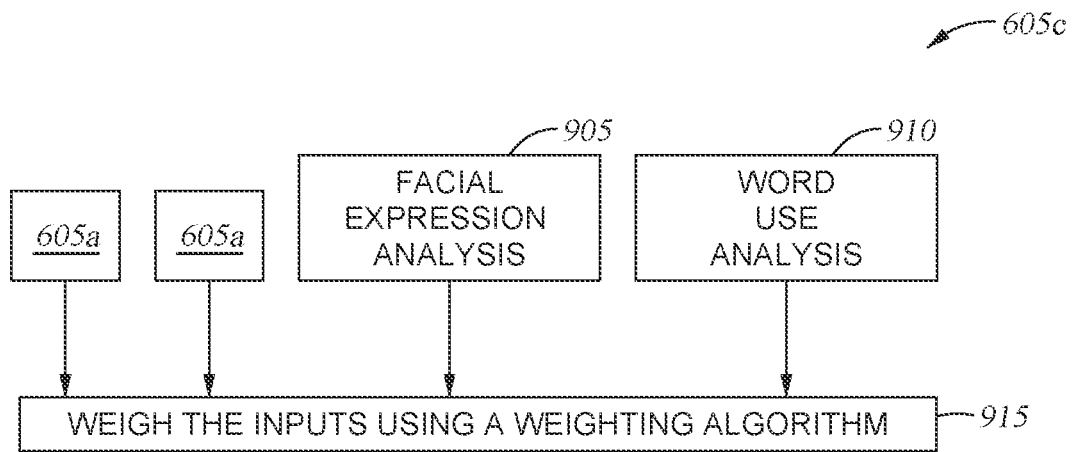 605c
905
910
605a
605a
FACIAL
EXPRESSION
ANALYSIS
WORD
USE
ANALYSIS
WEIGH THE INPUTS USING A WEIGHTING ALGORITHM
915